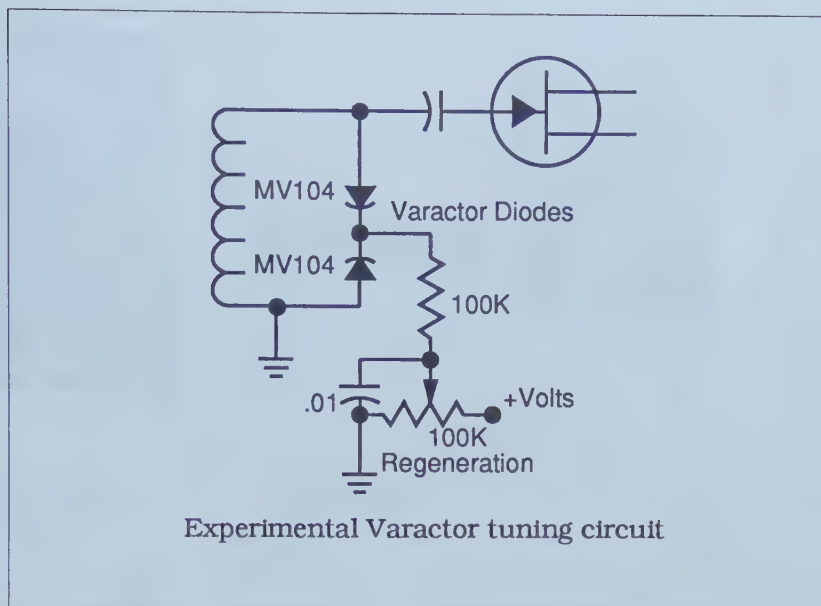 MV104
Varactor Diodes
MV104
100K
.01
+Volts
100K
Regeneration
Experimental Varactor tuning circuit